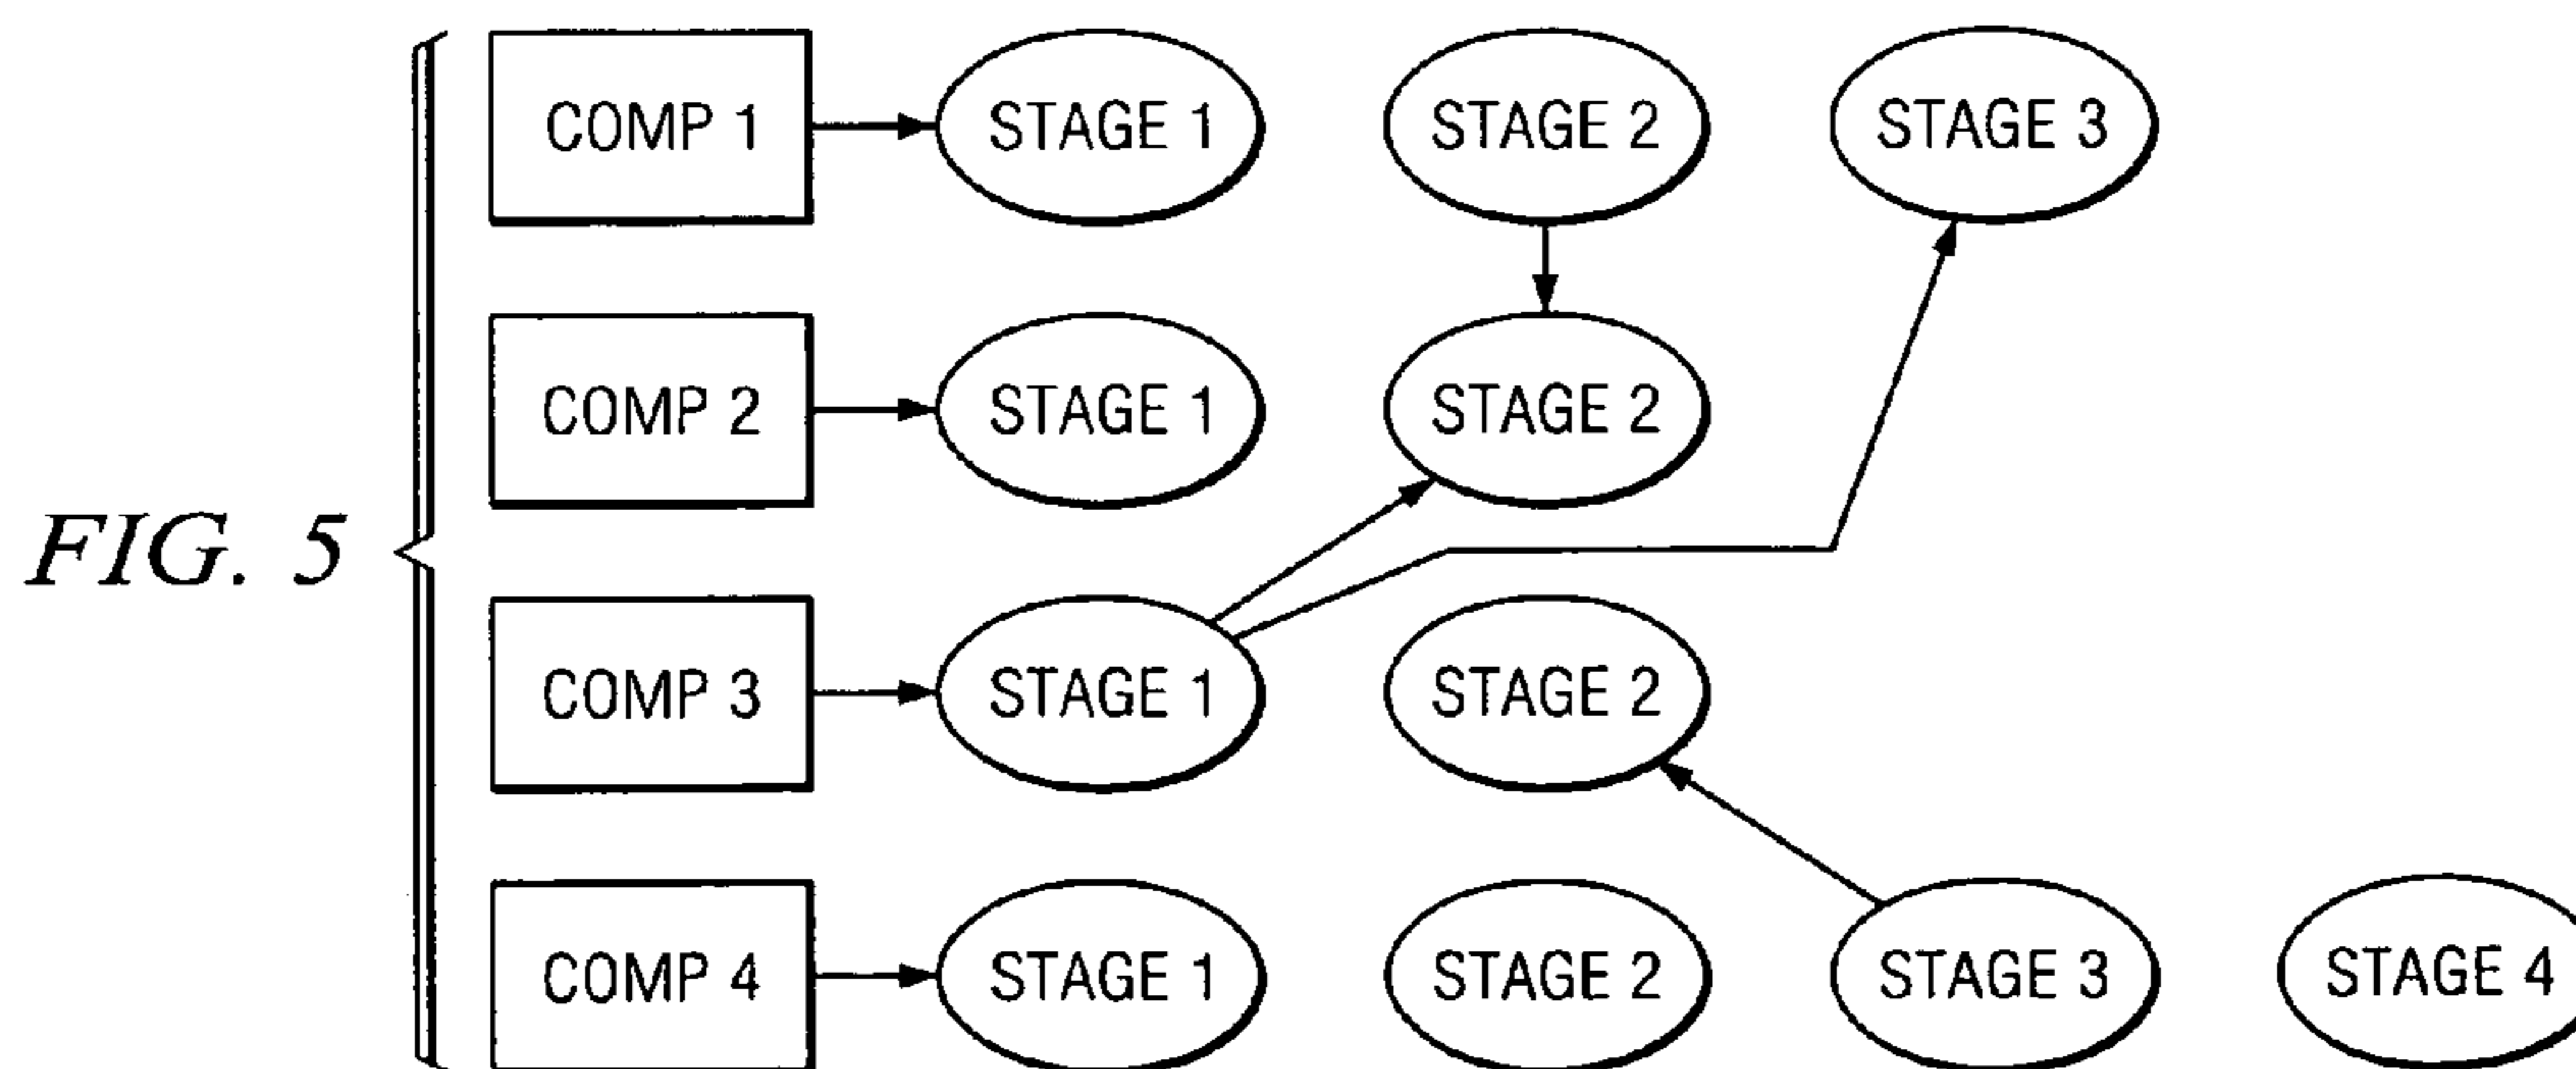 COMP 1 STAGE 1 STAGE 2 STAGE 3
COMP 2 STAGE 1 STAGE 2
FIG. 5
COMP 3 STAGE 1 STAGE 2
COMP 4 STAGE 1 STAGE 2 STAGE 3 STAGE 4